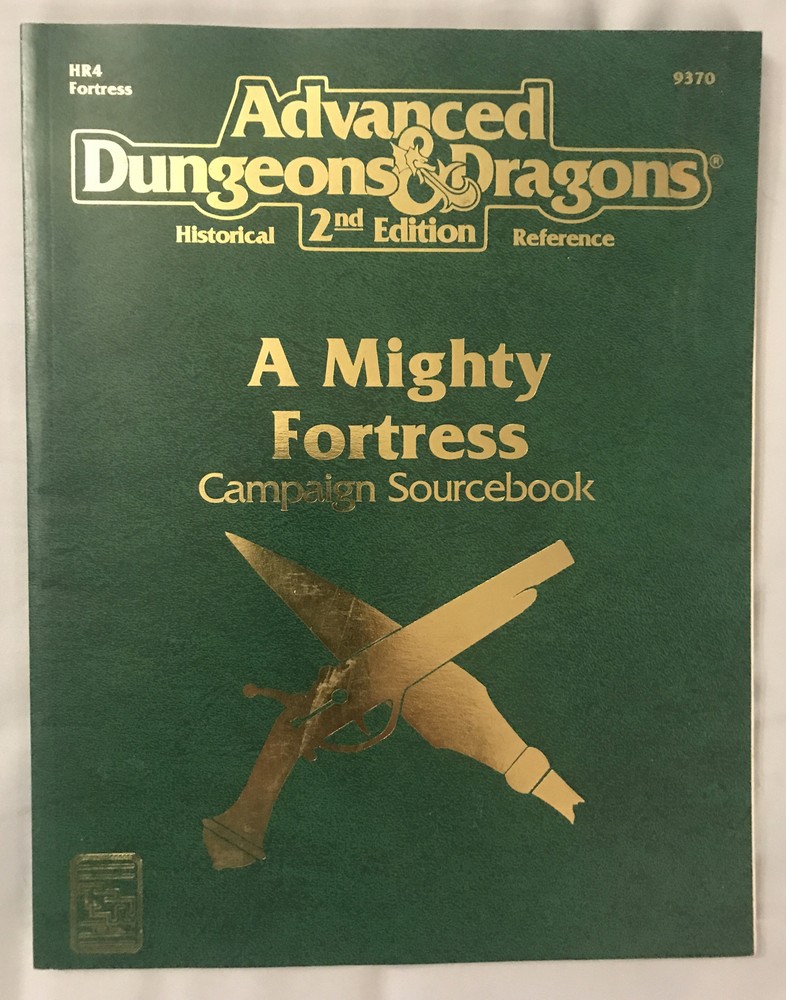 HR4
Fortress
9370
Advanced
Dungeons & Dragons®
Historical 2nd Edition Reference
A Mighty
Fortress
Campaign Sourcebook